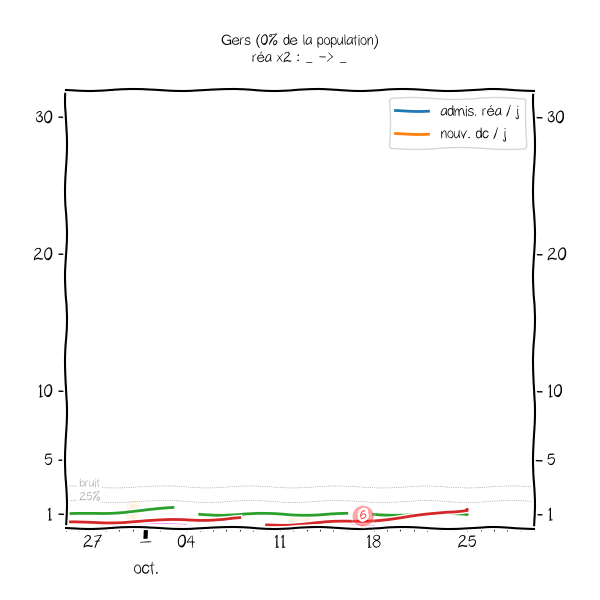 Gers (0% de la population)
réa x2 : _ -> _
admis. réa / j
nouv. dc / j
30
30
20
20
10
10
5
5
bruit
25%
1
1
6
27
04
11
18
25
oct.